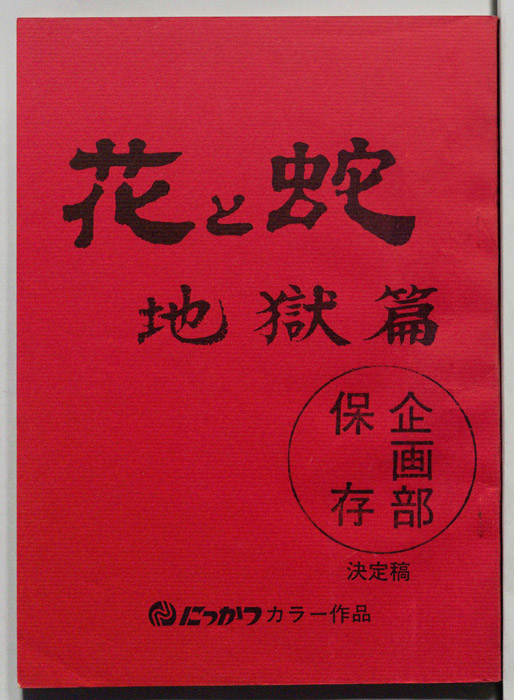 花と蛇
地獄篇
企画部
保存
決定稿
にっかつカラー作品